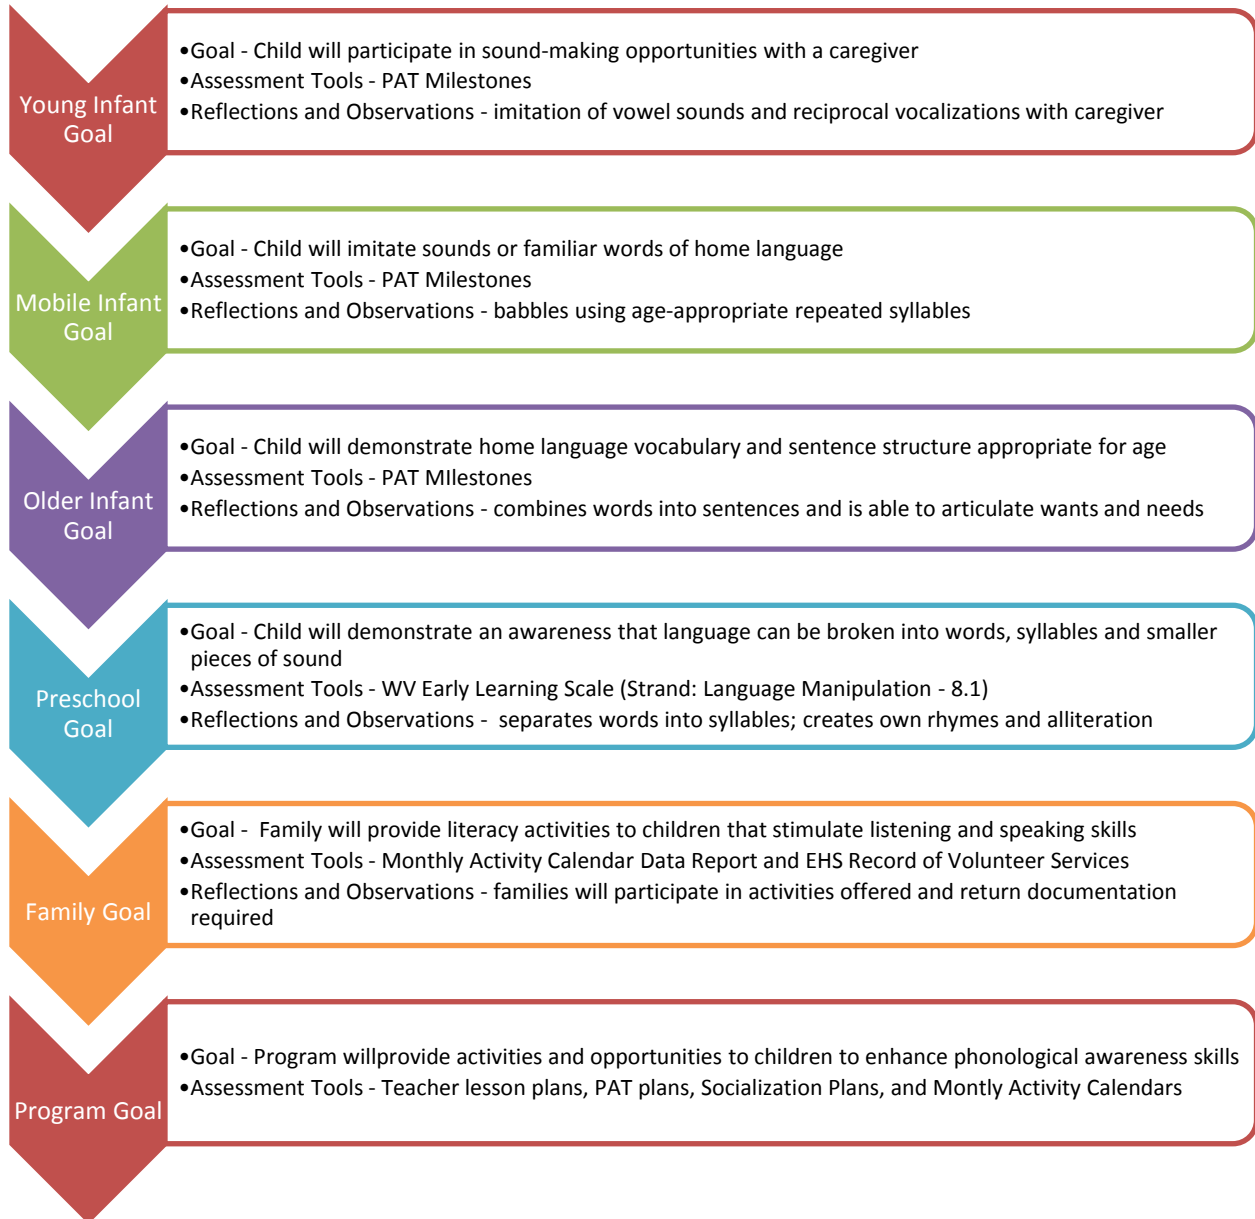 Young Infant
Goal
•Goal - Child will participate in sound-making opportunities with a caregiver
•Assessment Tools - PAT Milestones
•Reflections and Observations - imitation of vowel sounds and reciprocal vocalizations with caregiver
Mobile Infant
Goal
•Goal - Child will imitate sounds or familiar words of home language
•Assessment Tools - PAT Milestones
•Reflections and Observations - babbles using age-appropriate repeated syllables
Older Infant
Goal
•Goal - Child will demonstrate home language vocabulary and sentence structure appropriate for age
•Assessment Tools - PAT MIlestones
•Reflections and Observations - combines words into sentences and is able to articulate wants and needs
Preschool
Goal
•Goal - Child will demonstrate an awareness that language can be broken into words, syllables and smaller
pieces of sound
•Assessment Tools - WV Early Learning Scale (Strand: Language Manipulation - 8.1)
•Reflections and Observations -  separates words into syllables; creates own rhymes and alliteration
Family Goal
•Goal -  Family will provide literacy activities to children that stimulate listening and speaking skills
•Assessment Tools - Monthly Activity Calendar Data Report and EHS Record of Volunteer Services
•Reflections and Observations - families will participate in activities offered and return documentation
required
Program Goal
•Goal - Program willprovide activities and opportunities to children to enhance phonological awareness skills
•Assessment Tools - Teacher lesson plans, PAT plans, Socialization Plans, and Montly Activity Calendars